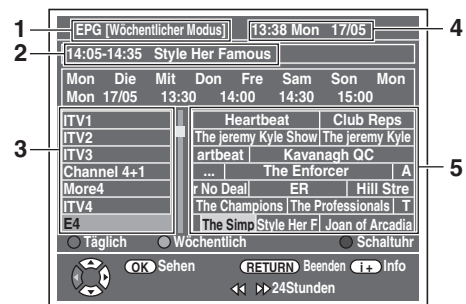 1 EPG [Wöchentlicher Modus] 13:38 Mon 17/05 4
2 14:05-14:35 Style Her Famous
Mon Die Mit Don Fre Sam Son Mon
Mon 17/05 13:30 14:00 14:30 15:00
ITV1 Heartbeat Club Reps
ITV2 The jeremy Kyle Show The jeremy Kyle
3 ITV3 artbeat Kavanagh QC 5
Channel 4+1 ... The Enforcer A
More4 r No Deal ER Hill Stre
ITV4 The Champions The Professionals T
E4 The Simp Style Her F Joan of Arcadia
Täglich Wöchentlich Schaltuhr
OK Sehen RETURN Beenden i+ Info
24Stunden